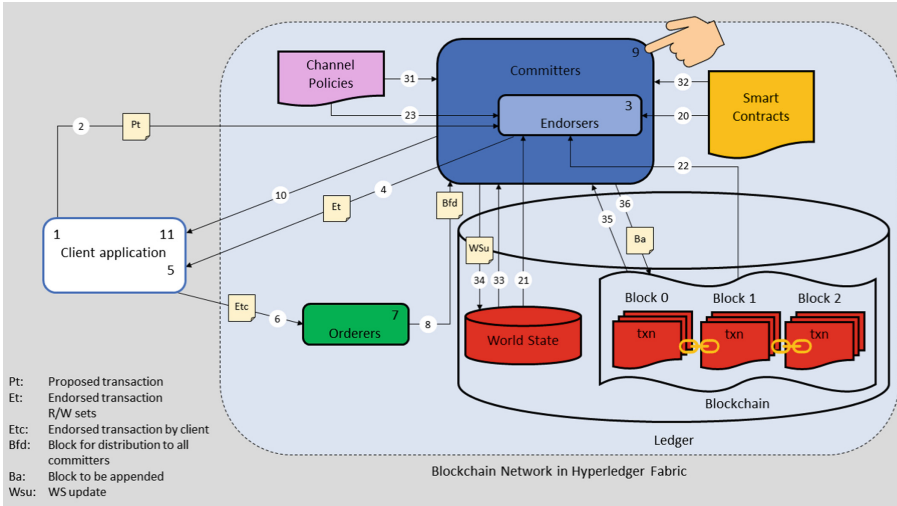 9
Channel
Policies
31
Committers
32
Smart
Contracts
3
23
Endorsers
20
2
Pt
22
10
4
Et
Bfd
35
36
Ba
1
11
Client application
5
WSu
34
33
21
Block 0
Block 1
Block 2
Etc
6
7
Orderers
8
World State
txn
txn
txn
Blockchain
Ledger
Pt: Proposed transaction
Et: Endorsed transaction
R/W sets
Etc: Endorsed transaction by client
Bfd: Block for distribution to all
committers
Ba: Block to be appended
Wsu: WS update
Blockchain Network in Hyperledger Fabric